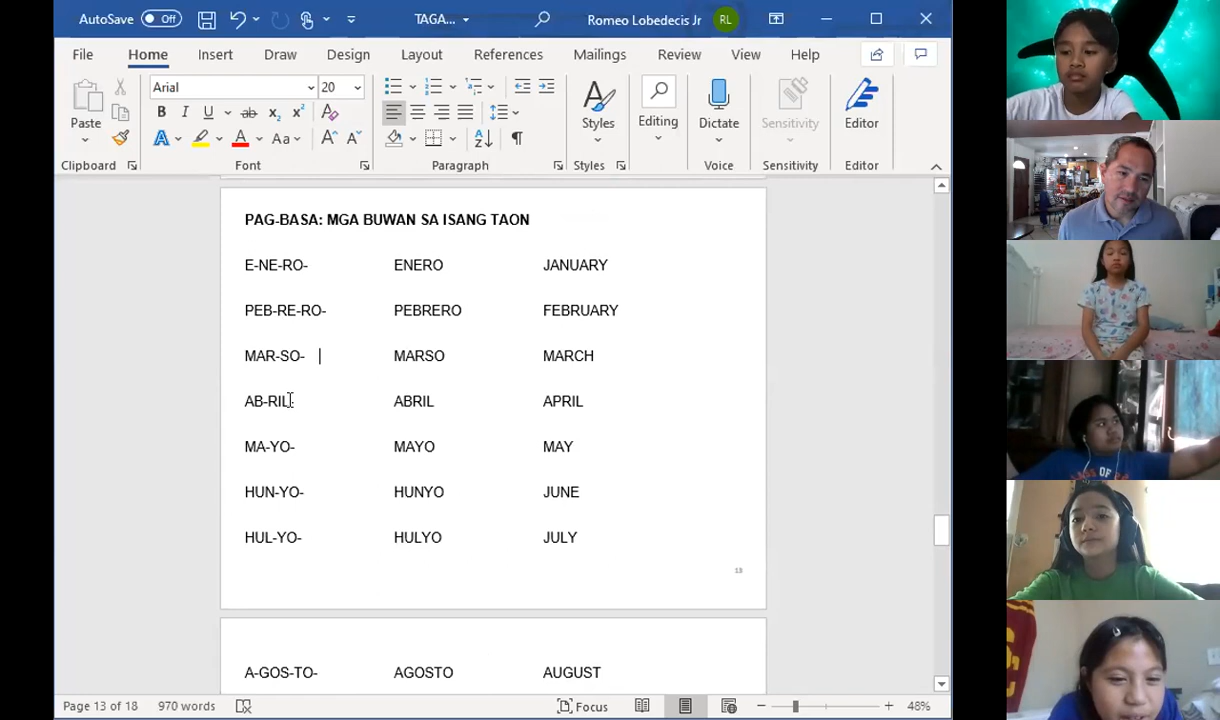 AutoSave Off TAGA... Romeo Lobedecis Jr RL
File Home Insert Draw Design Layout References Mailings Review View Help
Arial 20
Paste Styles Editing Dictate Sensitivity Editor
Clipboard Font Paragraph Styles Voice Sensitivity Editor
PAG-BASA: MGA BUWAN SA ISANG TAON
E-NE-RO- ENERO JANUARY
PEB-RE-RO- PEBRERO FEBRUARY
MAR-SO- MARSO MARCH
AB-RIL ABRIL APRIL
MA-YO- MAYO MAY
HUN-YO- HUNYO JUNE
HUL-YO- HULYO JULY
13
A-GOS-TO- AGOSTO AUGUST
Page 13 of 18 970 words Focus 48%